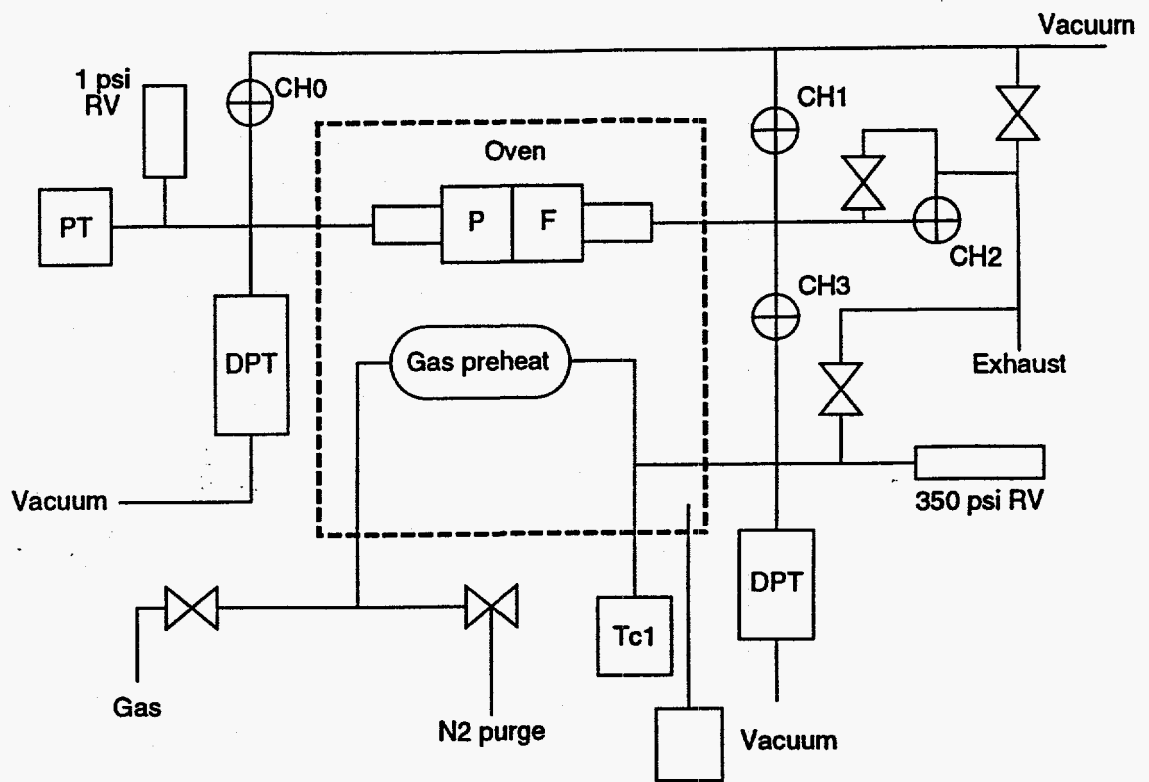 Vacuum
1 psi
RV
CH0
CH1
Oven
PT
P
F
CH2
CH3
DPT
Gas preheat
Exhaust
Vacuum
350 psi RV
DPT
Tc1
Gas
N2 purge
Vacuum